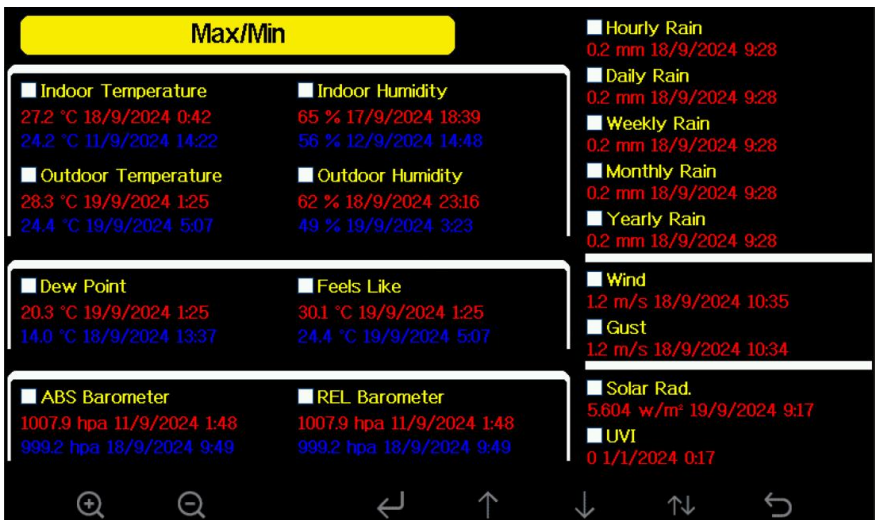 Max/Min
Indoor Temperature
27.2 °C 18/9/2024 0:42
24.2 °C 11/9/2024 14:22
Indoor Humidity
65 % 17/9/2024 18:39
56 % 12/9/2024 14:48
Outdoor Temperature
28.3 °C 19/9/2024 1:25
24.4 °C 19/9/2024 5:07
Outdoor Humidity
62 % 18/9/2024 23:16
49 % 19/9/2024 3:23
Dew Point
20.3 °C 19/9/2024 1:25
14.0 °C 18/9/2024 13:37
Feels Like
30.1 °C 19/9/2024 1:25
24.4 °C 19/9/2024 5:07
ABS Barometer
1007.9 hpa 11/9/2024 1:48
999.2 hpa 18/9/2024 9:49
REL Barometer
1007.9 hpa 11/9/2024 1:48
999.2 hpa 18/9/2024 9:49
Hourly Rain
0.2 mm 18/9/2024 9:28
Daily Rain
0.2 mm 18/9/2024 9:28
Weekly Rain
0.2 mm 18/9/2024 9:28
Monthly Rain
0.2 mm 18/9/2024 9:28
Yearly Rain
0.2 mm 18/9/2024 9:28
Wind
1.2 m/s 18/9/2024 10:35
Gust
1.2 m/s 18/9/2024 10:34
Solar Rad.
5.604 w/m² 19/9/2024 9:17
UVI
0 1/1/2024 0:17